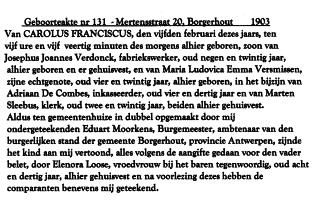 Geboorteakte nr 131 - Mertensstraat 20, Borgerhout 1903
Van CAROLUS FRANCISCUS, den vijfden februari dezes jaars, ten
vijf ure en vijf veertig minuten des morgens alhier geboren, zoon van
Josephus Joannes Verdonck, fabriekswerker, oud negen en twintig jaar,
alhier geboren en er gehuisvest, en van Maria Ludovica Emma Versmissen,
zijne echtgenote, oud vier en twintig jaar, alhier geboren, in het bijzijn van
Adriaan De Combes, inkasseerder, oud vier en dertig jaar en van Marten
Sleebus, klerk, oud twee en twintig jaar, beiden alhier gehuisvest.
Aldus ten gemeentenhuize in dubbel opgemaakt door mij
ondergeteekenden Eduart Moorkens, Burgemeester, ambtenaar van den
burgerlijken stand der gemeente Borgerhout, provincie Antwerpen, zijnde
het kind aan mij vertoond, alles volgens de aangifte gedaan voor den vader
belet, door Elenora Loose, vroedvrouw bij het baren tegenwoordig, oud acht
en dertig jaar, alhier gehuisvest en na voorlezing dezes hebben de
comparanten benevens mij geteekend.